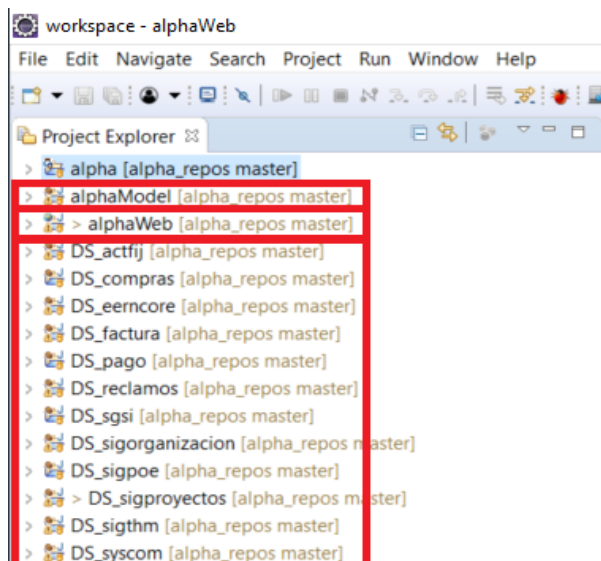 workspace - alphaWeb
File Edit Navigate Search Project Run Window Help
Project Explorer
> alpha [alpha_repos master]
> alphaModel [alpha_repos master]
> > alphaWeb [alpha_repos master]
> DS_actfij [alpha_repos master]
> DS_compras [alpha_repos master]
> DS_eerncore [alpha_repos master]
> DS_factura [alpha_repos master]
> DS_pago [alpha_repos master]
> DS_reclamos [alpha_repos master]
> DS_sgsi [alpha_repos master]
> DS_sigorganizacion [alpha_repos master]
> DS_sigpoe [alpha_repos master]
> > DS_sigproyectos [alpha_repos master]
> DS_sigthm [alpha_repos master]
> DS_syscom [alpha_repos master]